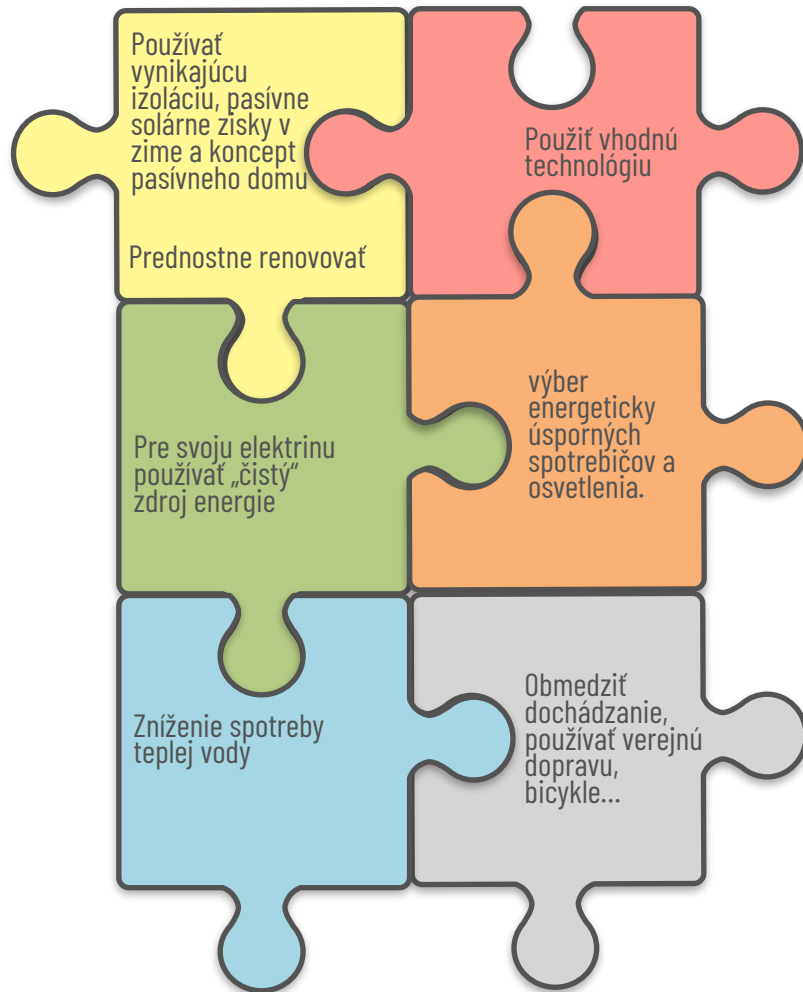 Používať
vynikajúcu
izoláciu, pasívne
solárne zisky v
zime a koncept
pasívneho domu
Prednostne renovovať
Použiť vhodnú
technológiu
Pre svoju elektrinu
používať „čistý“
zdroj energie
výber
energeticky
úsporných
spotrebičov a
osvetlenia.
Zníženie spotreby
teplej vody
Obmedziť
dochádzanie,
používať verejnú
dopravu,
bicykle...